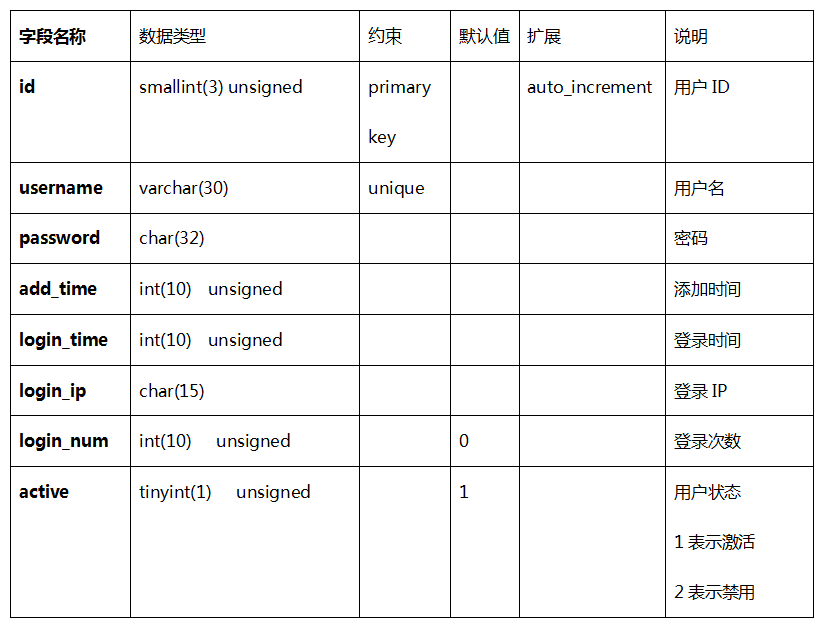 字段名称 数据类型 约束 默认值 扩展 说明
id smallint(3) unsigned primary auto_increment 用户 ID
key
username varchar(30) unique 用户名
password char(32) 密码
add_time int(10) unsigned 添加时间
login_time int(10) unsigned 登录时间
login_ip char(15) 登录 IP
login_num int(10) unsigned 0 登录次数
active tinyint(1) unsigned 1 用户状态
1 表示激活
2 表示禁用